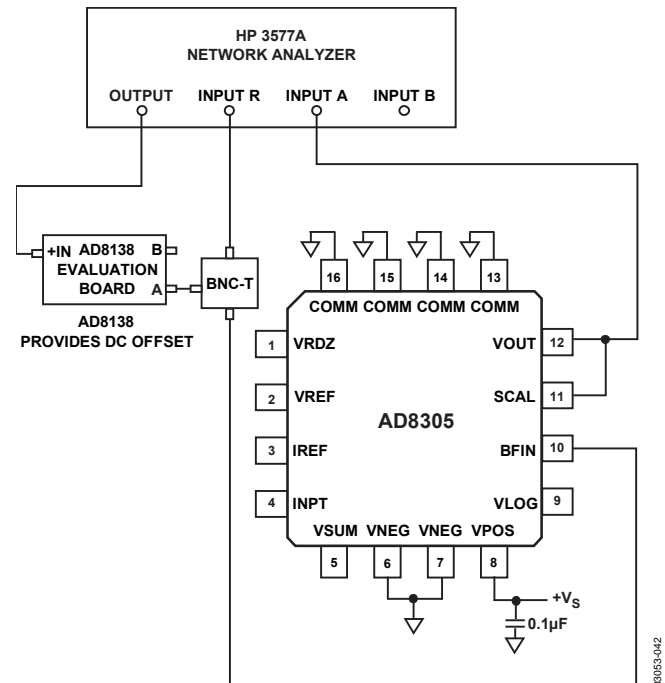 HP 3577A
NETWORK ANALYZER
OUTPUT INPUT R INPUT A INPUT B
+IN AD8138 B
EVALUATION
BOARD A
BNC-T
AD8138
PROVIDES DC OFFSET
16 15 14 13
COMM COMM COMM COMM
1 VRDZ VOUT 12
2 VREF SCAL 11
AD8305
3 IREF BFIN 10
4 INPT VLOG 9
VSUM VNEG VNEG VPOS
5 6 7 8
+VS
0.1µF
03053-042